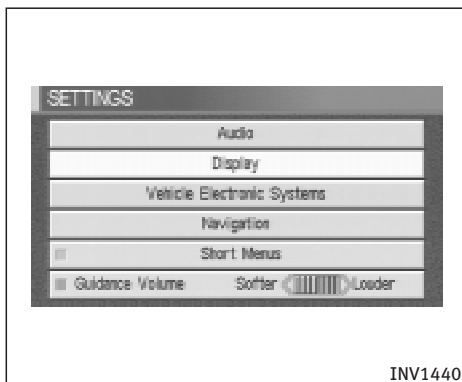 SETTINGS
Audio
Display
Vehicle Electronic Systems
Navigation
Short Menus
Guidance Volume Softer Louder
INV1440